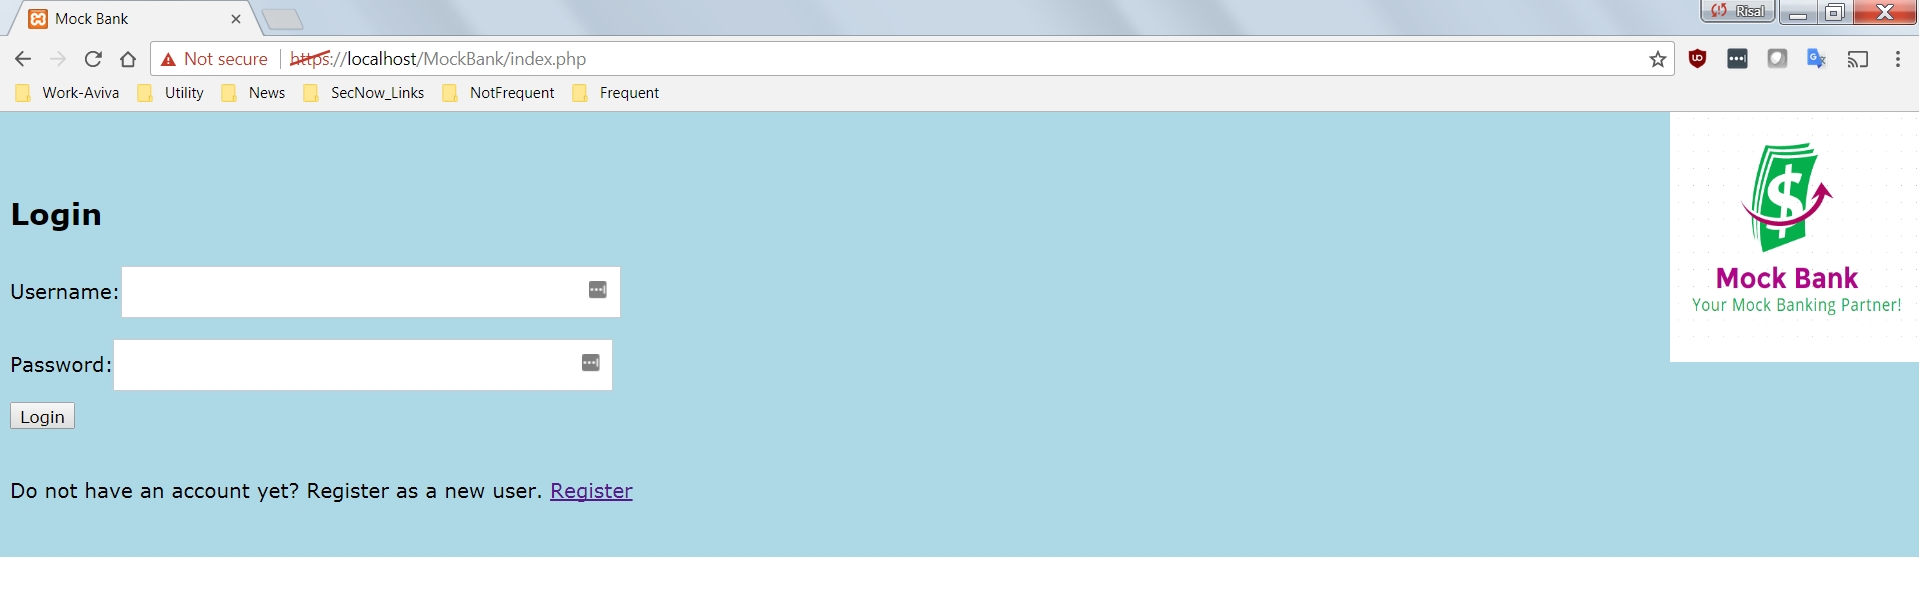 Mock Bank
Risal
Not secure https://localhost/MockBank/index.php
Work-Aviva Utility News SecNow_Links NotFrequent Frequent
Login
Username:
Password:
Login
Do not have an account yet? Register as a new user. Register
$
Mock Bank
Your Mock Banking Partner!